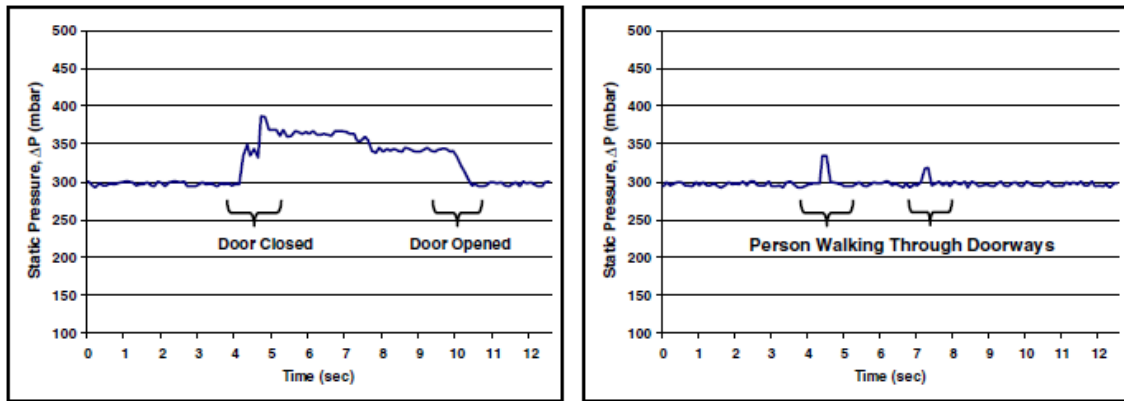 500
450
400
350
300
250
200
150
100
Static Pressure, ΔP (mbar)
Door Closed
Door Opened
0 1 2 3 4 5 6 7 8 9 10 11 12
Time (sec)
500
450
400
350
300
250
200
150
100
Static Pressure, ΔP (mbar)
Person Walking Through Doorways
0 1 2 3 4 5 6 7 8 9 10 11 12
Time (sec)